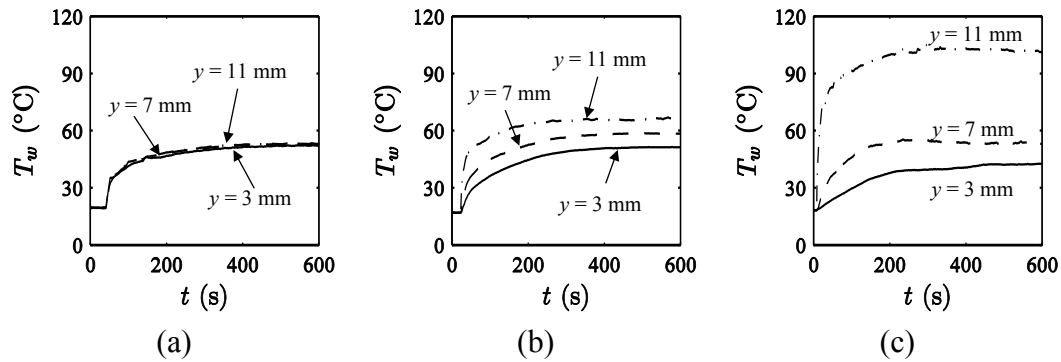 120
90
60
30
0
T_w (°C)
y = 11 mm
y = 7 mm
y = 3 mm
0 200 400 600
t (s)
(a)
120
90
60
30
0
T_w (°C)
y = 11 mm
y = 7 mm
y = 3 mm
0 200 400 600
t (s)
(b)
120
90
60
30
0
T_w (°C)
y = 11 mm
y = 7 mm
y = 3 mm
0 200 400 600
t (s)
(c)